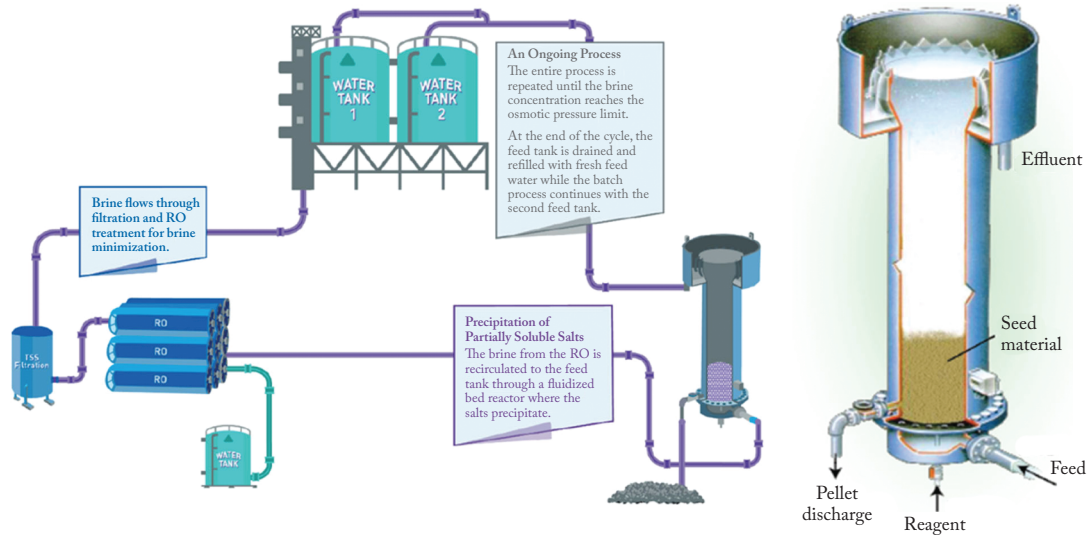 WATER
TANK
1
WATER
TANK
2
An Ongoing Process
The entire process is
repeated until the brine
concentration reaches the
osmotic pressure limit.
At the end of the cycle, the
feed tank is drained and
refilled with fresh feed
water while the batch
process continues with the
second feed tank.
Brine flows through
filtration and RO
treatment for brine
minimization.
TSS
Filtration
RO
RO
RO
WATER
TANK
Precipitation of
Partially Soluble Salts
The brine from the RO is
recirculated to the feed
tank through a fluidized
bed reactor where the
salts precipitate.
Effluent
Seed
material
Feed
Pellet
discharge
Reagent